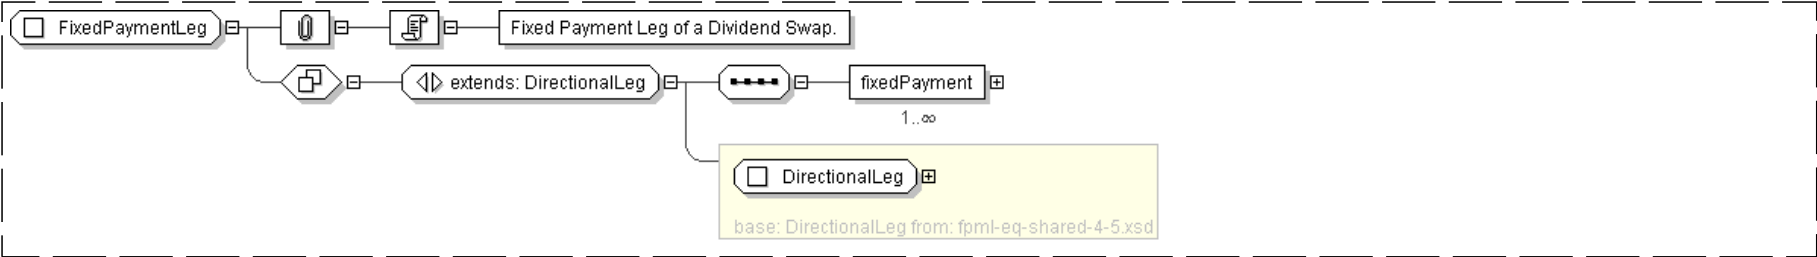 FixedPaymentLeg
Fixed Payment Leg of a Dividend Swap.
extends: DirectionalLeg
fixedPayment
1..∞
DirectionalLeg
base: DirectionalLeg from: fpml-eq-shared-4-5.xsd